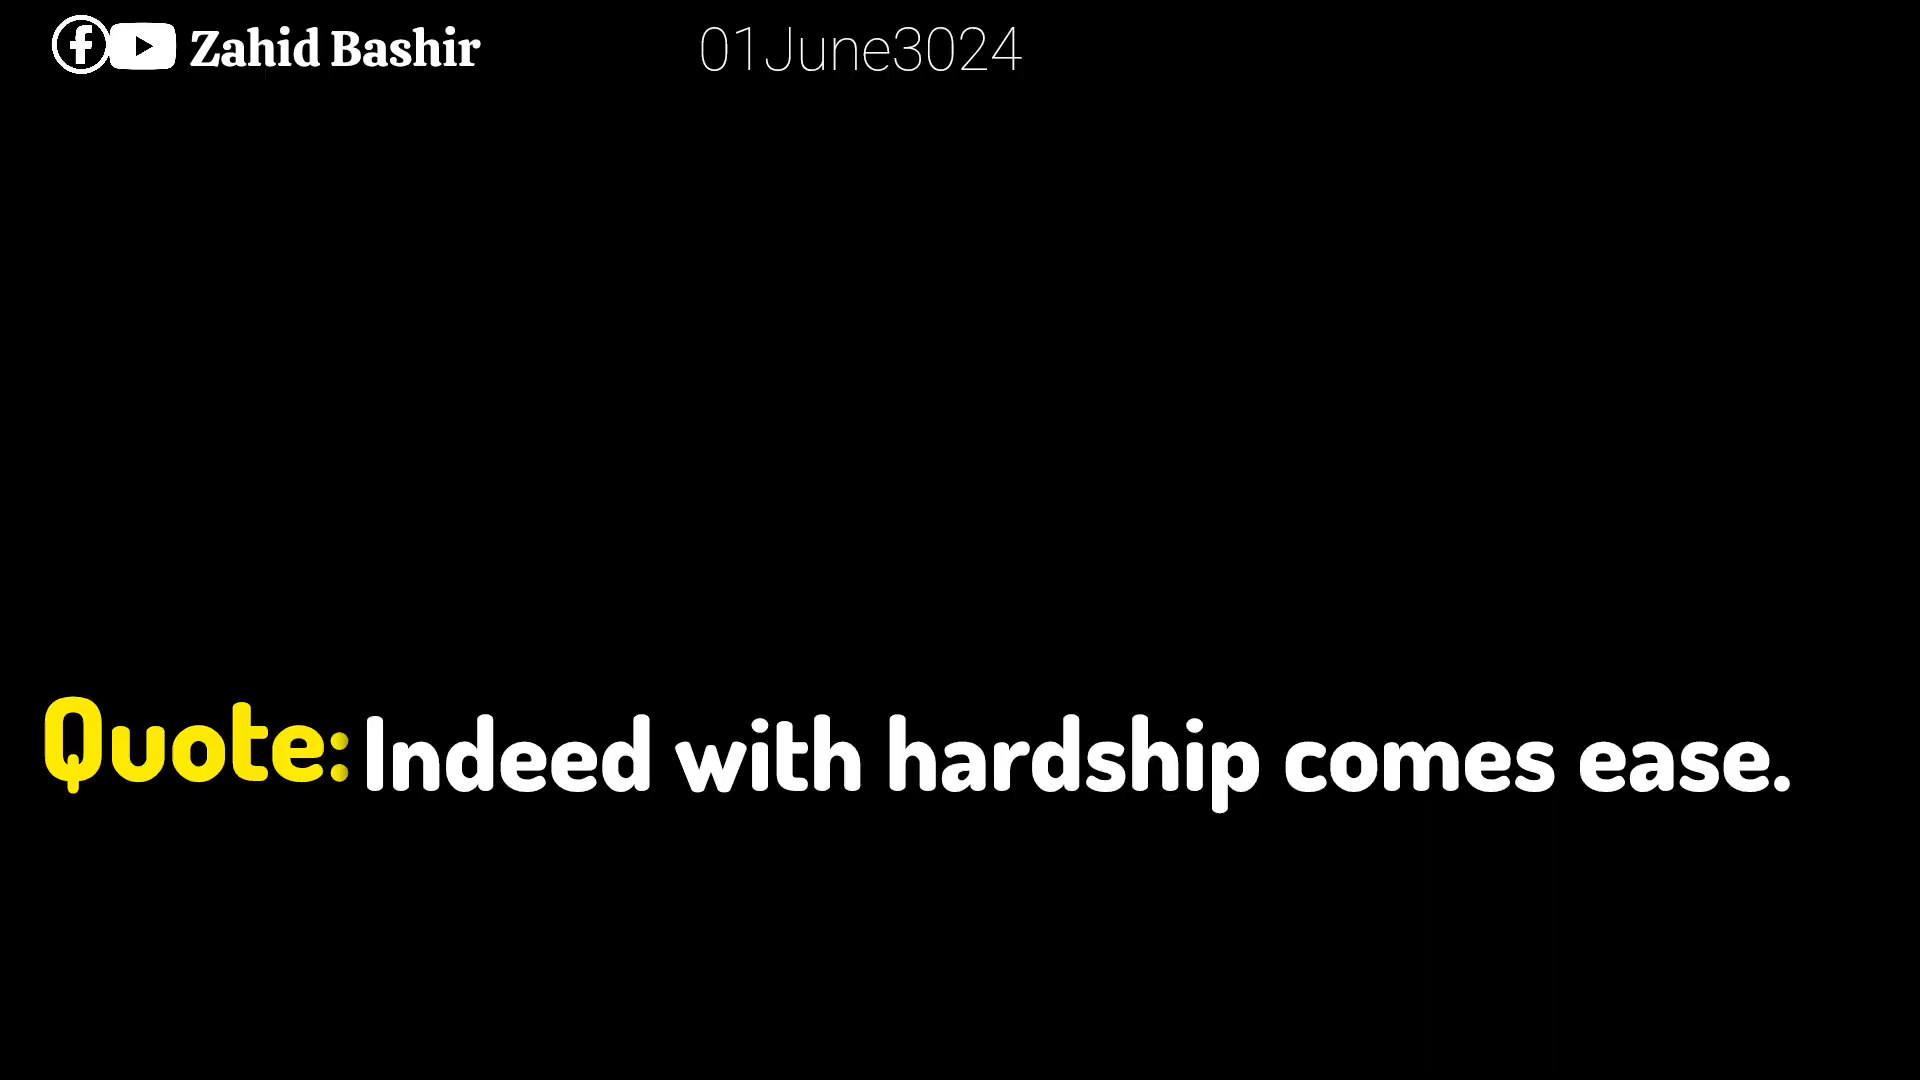 Zahid Bashir 01June3024
Quote: Indeed with hardship comes ease.